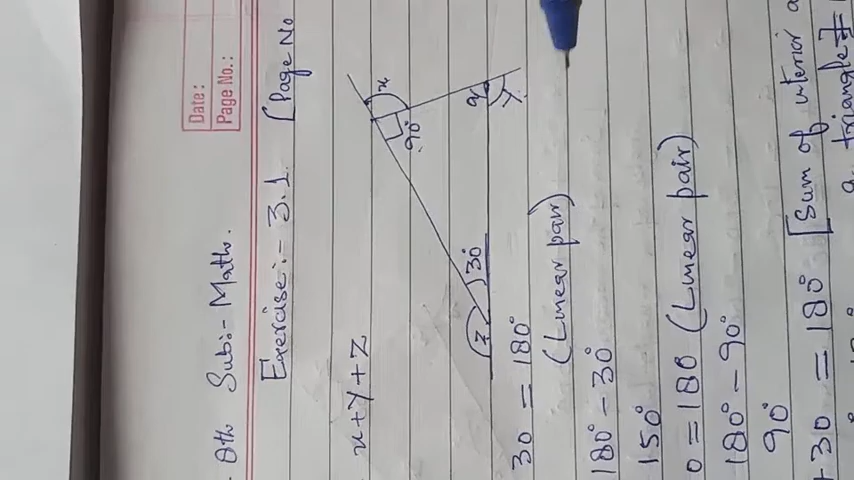 Date:
Page No.:
8th Sub:- Math.
Exercise:- 3.1. [Page No
x+y+z
x
90°
a
y
30°
z
30 = 180°
(Linear pair)
180° - 30°
150°
0 = 180 (Linear pair)
180° - 90°
90°
+ 30 = 180° [Sum of interior a
triangle]